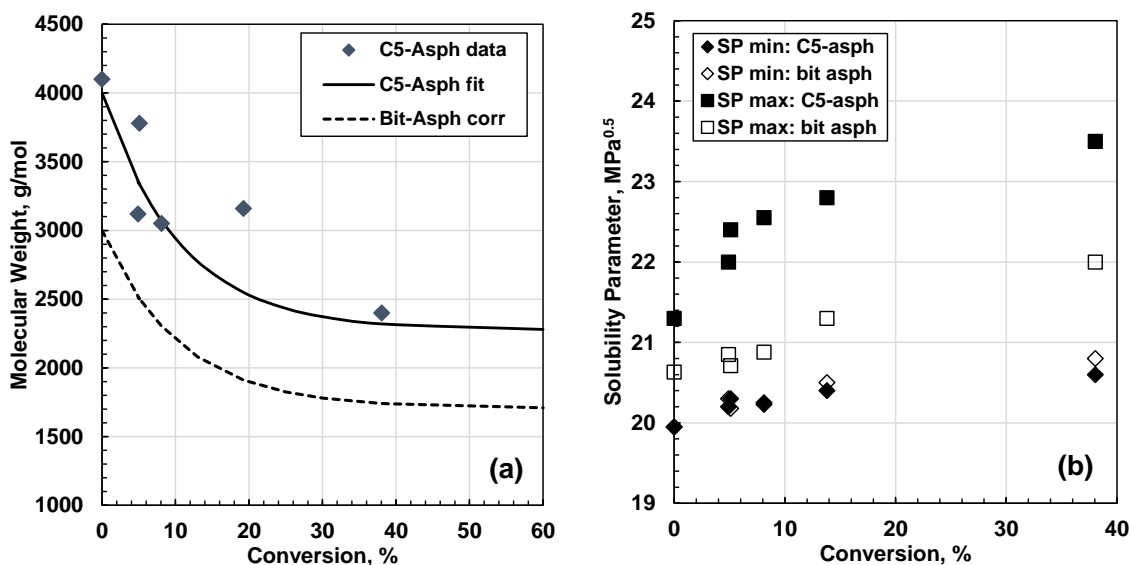 4500
4000
3500
3000
2500
2000
1500
1000
Molecular Weight, g/mol
C5-Asph data
C5-Asph fit
Bit-Asph corr
(a)
0 10 20 30 40 50 60
Conversion, %
25
24
23
22
21
20
19
Solubility Parameter, MPa0.5
SP min: C5-asph
SP min: bit asph
SP max: C5-asph
SP max: bit asph
(b)
0 10 20 30 40
Conversion, %